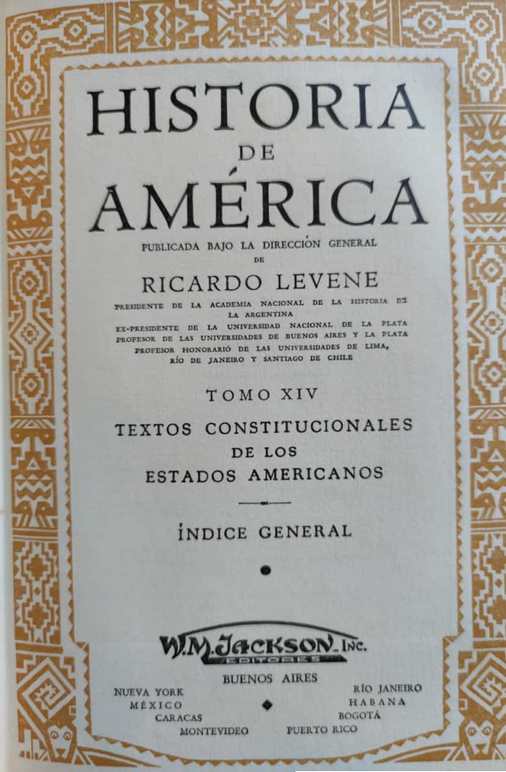 HISTORIA
DE
AMÉRICA
PUBLICADA BAJO LA DIRECCIÓN GENERAL
DE
RICARDO LEVENE
PRESIDENTE DE LA ACADEMIA NACIONAL DE LA HISTORIA DE
LA ARGENTINA
EX-PRESIDENTE DE LA UNIVERSIDAD NACIONAL DE LA PLATA
PROFESOR DE LAS UNIVERSIDADES DE BUENOS AIRES Y LA PLATA
PROFESOR HONORARIO DE LAS UNIVERSIDADES DE LIMA,
RÍO DE JANEIRO Y SANTIAGO DE CHILE
TOMO XIV
TEXTOS CONSTITUCIONALES
DE LOS
ESTADOS AMERICANOS
ÍNDICE GENERAL
W.M. JACKSON, INC.
EDITORES
BUENOS AIRES
NUEVA YORK RÍO JANEIRO
MÉXICO HABANA
CARACAS BOGOTÁ
MONTEVIDEO PUERTO RICO